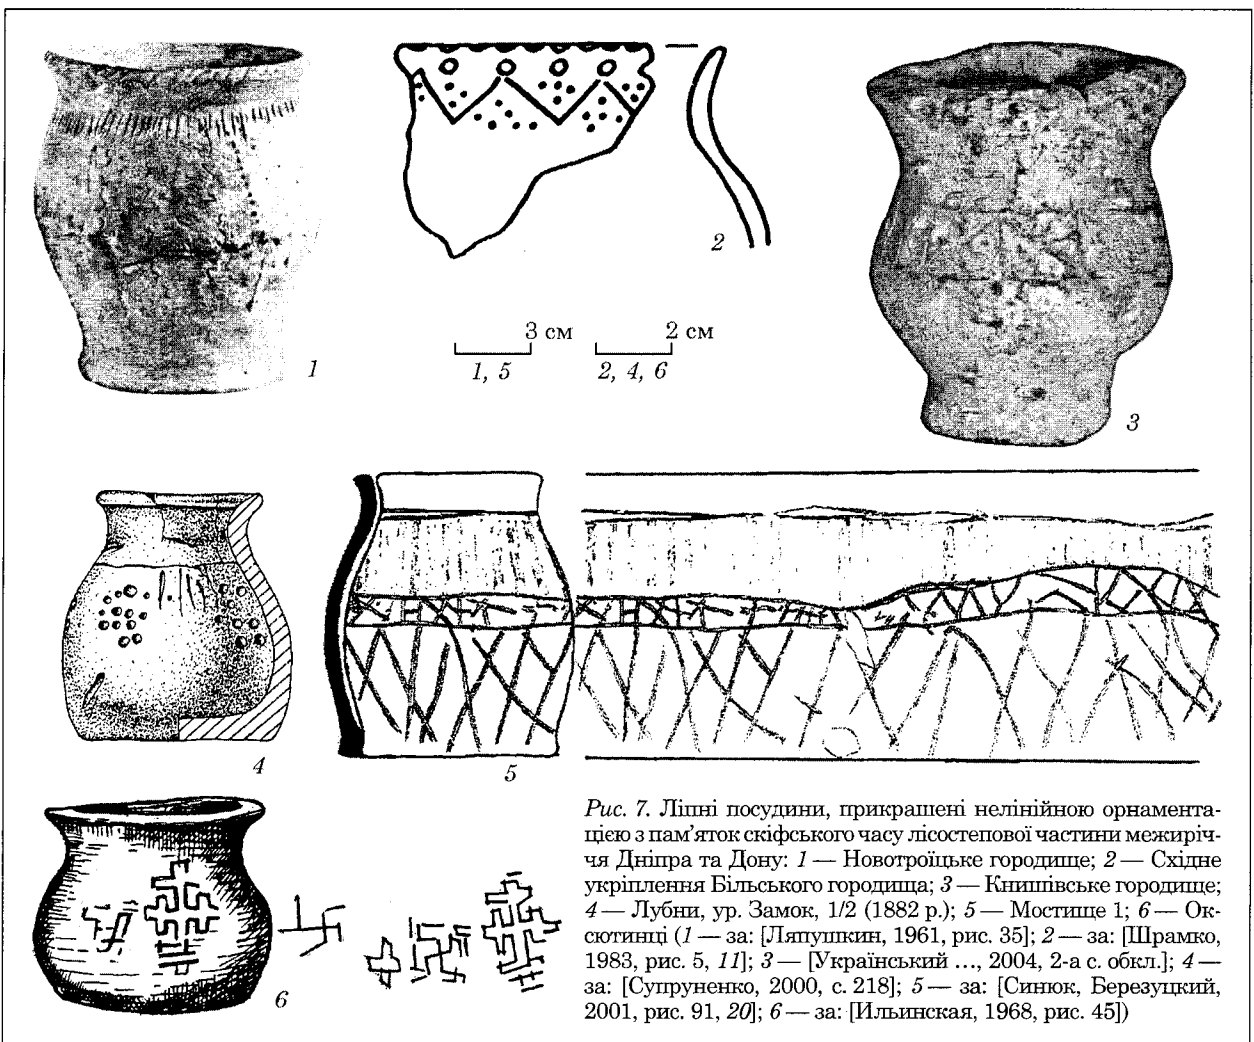 1
2
3 см
1, 5
2 см
2, 4, 6
3
4
5
6
Рис. 7. Ліпні посудини, прикрашені нелінійною орнамента-
цією з пам’яток скіфського часу лісостепової частини межиріч-
чя Дніпра та Дону: 1 — Новотроїцьке городище; 2 — Східне
укріплення Більського городища; 3 — Книшівське городище;
4 — Лубни, ур. Замок, 1/2 (1882 р.); 5 — Мостище 1; 6 — Ок-
сютинці (1 — за: [Ляпушкин, 1961, рис. 35]; 2 — за: [Шрамко,
1983, рис. 5, 11]; 3 — [Український ..., 2004, 2-а с. обкл.]; 4 —
за: [Супруненко, 2000, с. 218]; 5 — за: [Синюк, Березуцкий,
2001, рис. 91, 20]; 6 — за: [Ильинская, 1968, рис. 45])